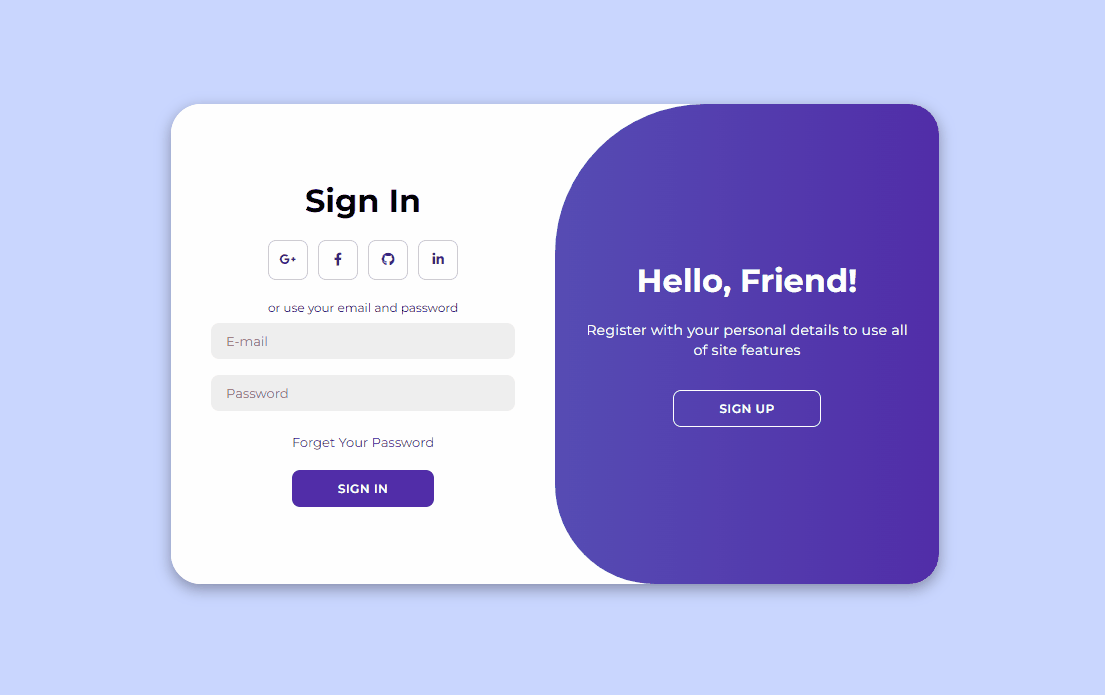 Sign In
G+ f in
or use your email and password
E-mail
Password
Forget Your Password
SIGN IN
Hello, Friend!
Register with your personal details to use all
of site features
SIGN UP